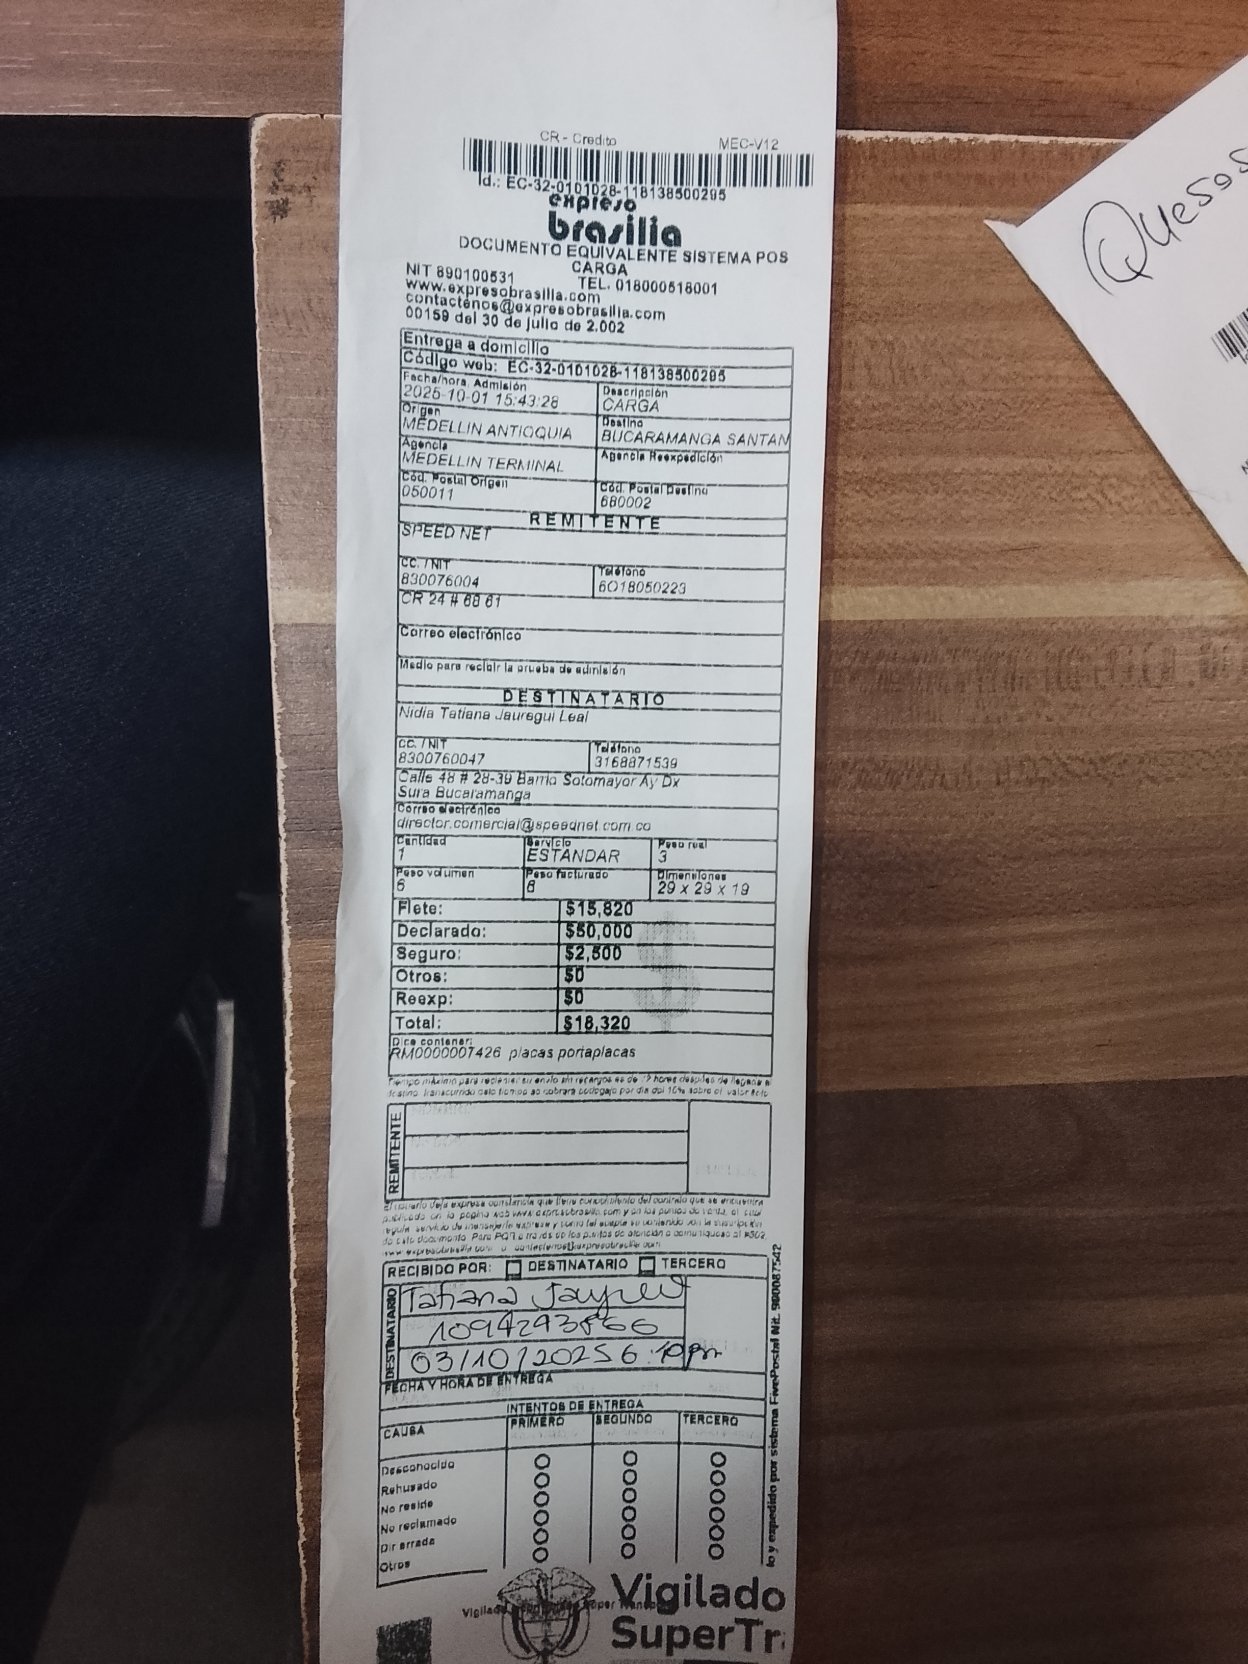 CR - Credito MEC-V12
Id.: EC-32-0101028-118138500295
expreso
brasilia
DOCUMENTO EQUIVALENTE SISTEMA POS
CARGA
NIT 890100531 TEL. 018000518001
www.expresobrasilia.com
contactenos@expresobrasilia.com
00159 del 30 de julio de 2.002
Entrega a domicilio
Código web: EC-32-0101028-118138500295
Fecha/hora. Admisión Descripción
2025-10-01 15:43:28 CARGA
Origen Destino
MEDELLIN ANTIOQUIA BUCARAMANGA SANTAN
Agencia Agencia Reexpedición
MEDELLIN TERMINAL
Cód. Postal Origen Cód. Postal Destino
050011 680002
REMITENTE
SPEED NET
CC. / NIT Teléfono
830076004 6018050223
CR 24 # 68 61
Correo electrónico
Medio para recibir la prueba de admisión
DESTINATARIO
Nidia Tatiana Jauregui Leal
CC. / NIT Teléfono
8300760047 3168871539
Calle 48 # 28-39 Barrio Sotomayor Ay Dx
Sura Bucaramanga
Correo electrónico
director.comercial@speednet.com.co
Cantidad Servicio Peso real
1 ESTANDAR 3
Peso volumen Peso facturado Dimensiones
6 6 29 x 29 x 19
Flete: $15,820
Declarado: $50,000
Seguro: $2,500
Otros: $0
Reexp: $0
Total: $18,320
Dice contener:
RM0000007426 placas portaplacas
REMITENTE
RECIBIDO POR: DESTINATARIO TERCERO
DESTINATARIO
Tatiana
1094293866
03/10/2025 6:10pm
FECHA Y HORA DE ENTREGA
INTENTOS DE ENTREGA
CAUSA PRIMERO SEGUNDO TERCERO
Desconocido
Rehusado
No reside
No reclamado
Dir errada
Otros
lo y expedido por sistema FivePostal Nit. 900087542
Vigilado
SuperTr
Quesos